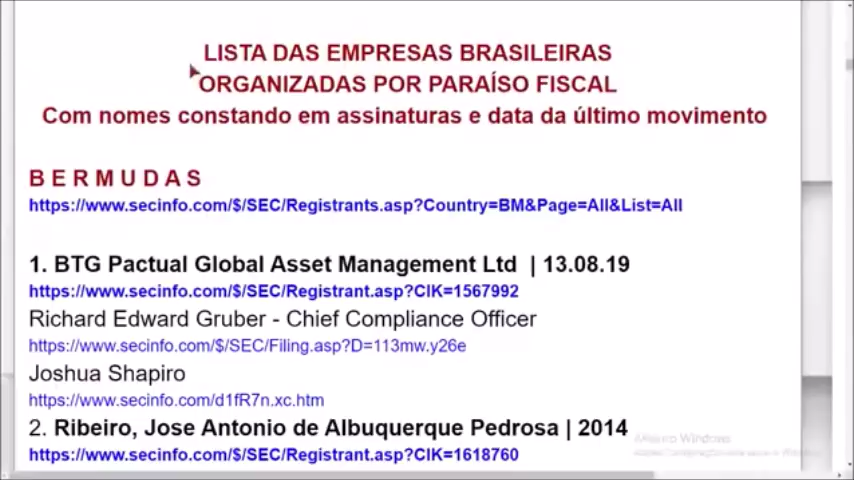 LISTA DAS EMPRESAS BRASILEIRAS
ORGANIZADAS POR PARAÍSO FISCAL
Com nomes constando em assinaturas e data da último movimento
B E R M U D A S
https://www.secinfo.com/$/SEC/Registrants.asp?Country=BM&Page=All&List=All
1. BTG Pactual Global Asset Management Ltd | 13.08.19
https://www.secinfo.com/$/SEC/Registrant.asp?CIK=1567992
Richard Edward Gruber - Chief Compliance Officer
https://www.secinfo.com/$/SEC/Filing.asp?D=113mw.y26e
Joshua Shapiro
https://www.secinfo.com/d1fR7n.xc.htm
2. Ribeiro, Jose Antonio de Albuquerque Pedrosa | 2014
https://www.secinfo.com/$/SEC/Registrant.asp?CIK=1618760
Windows